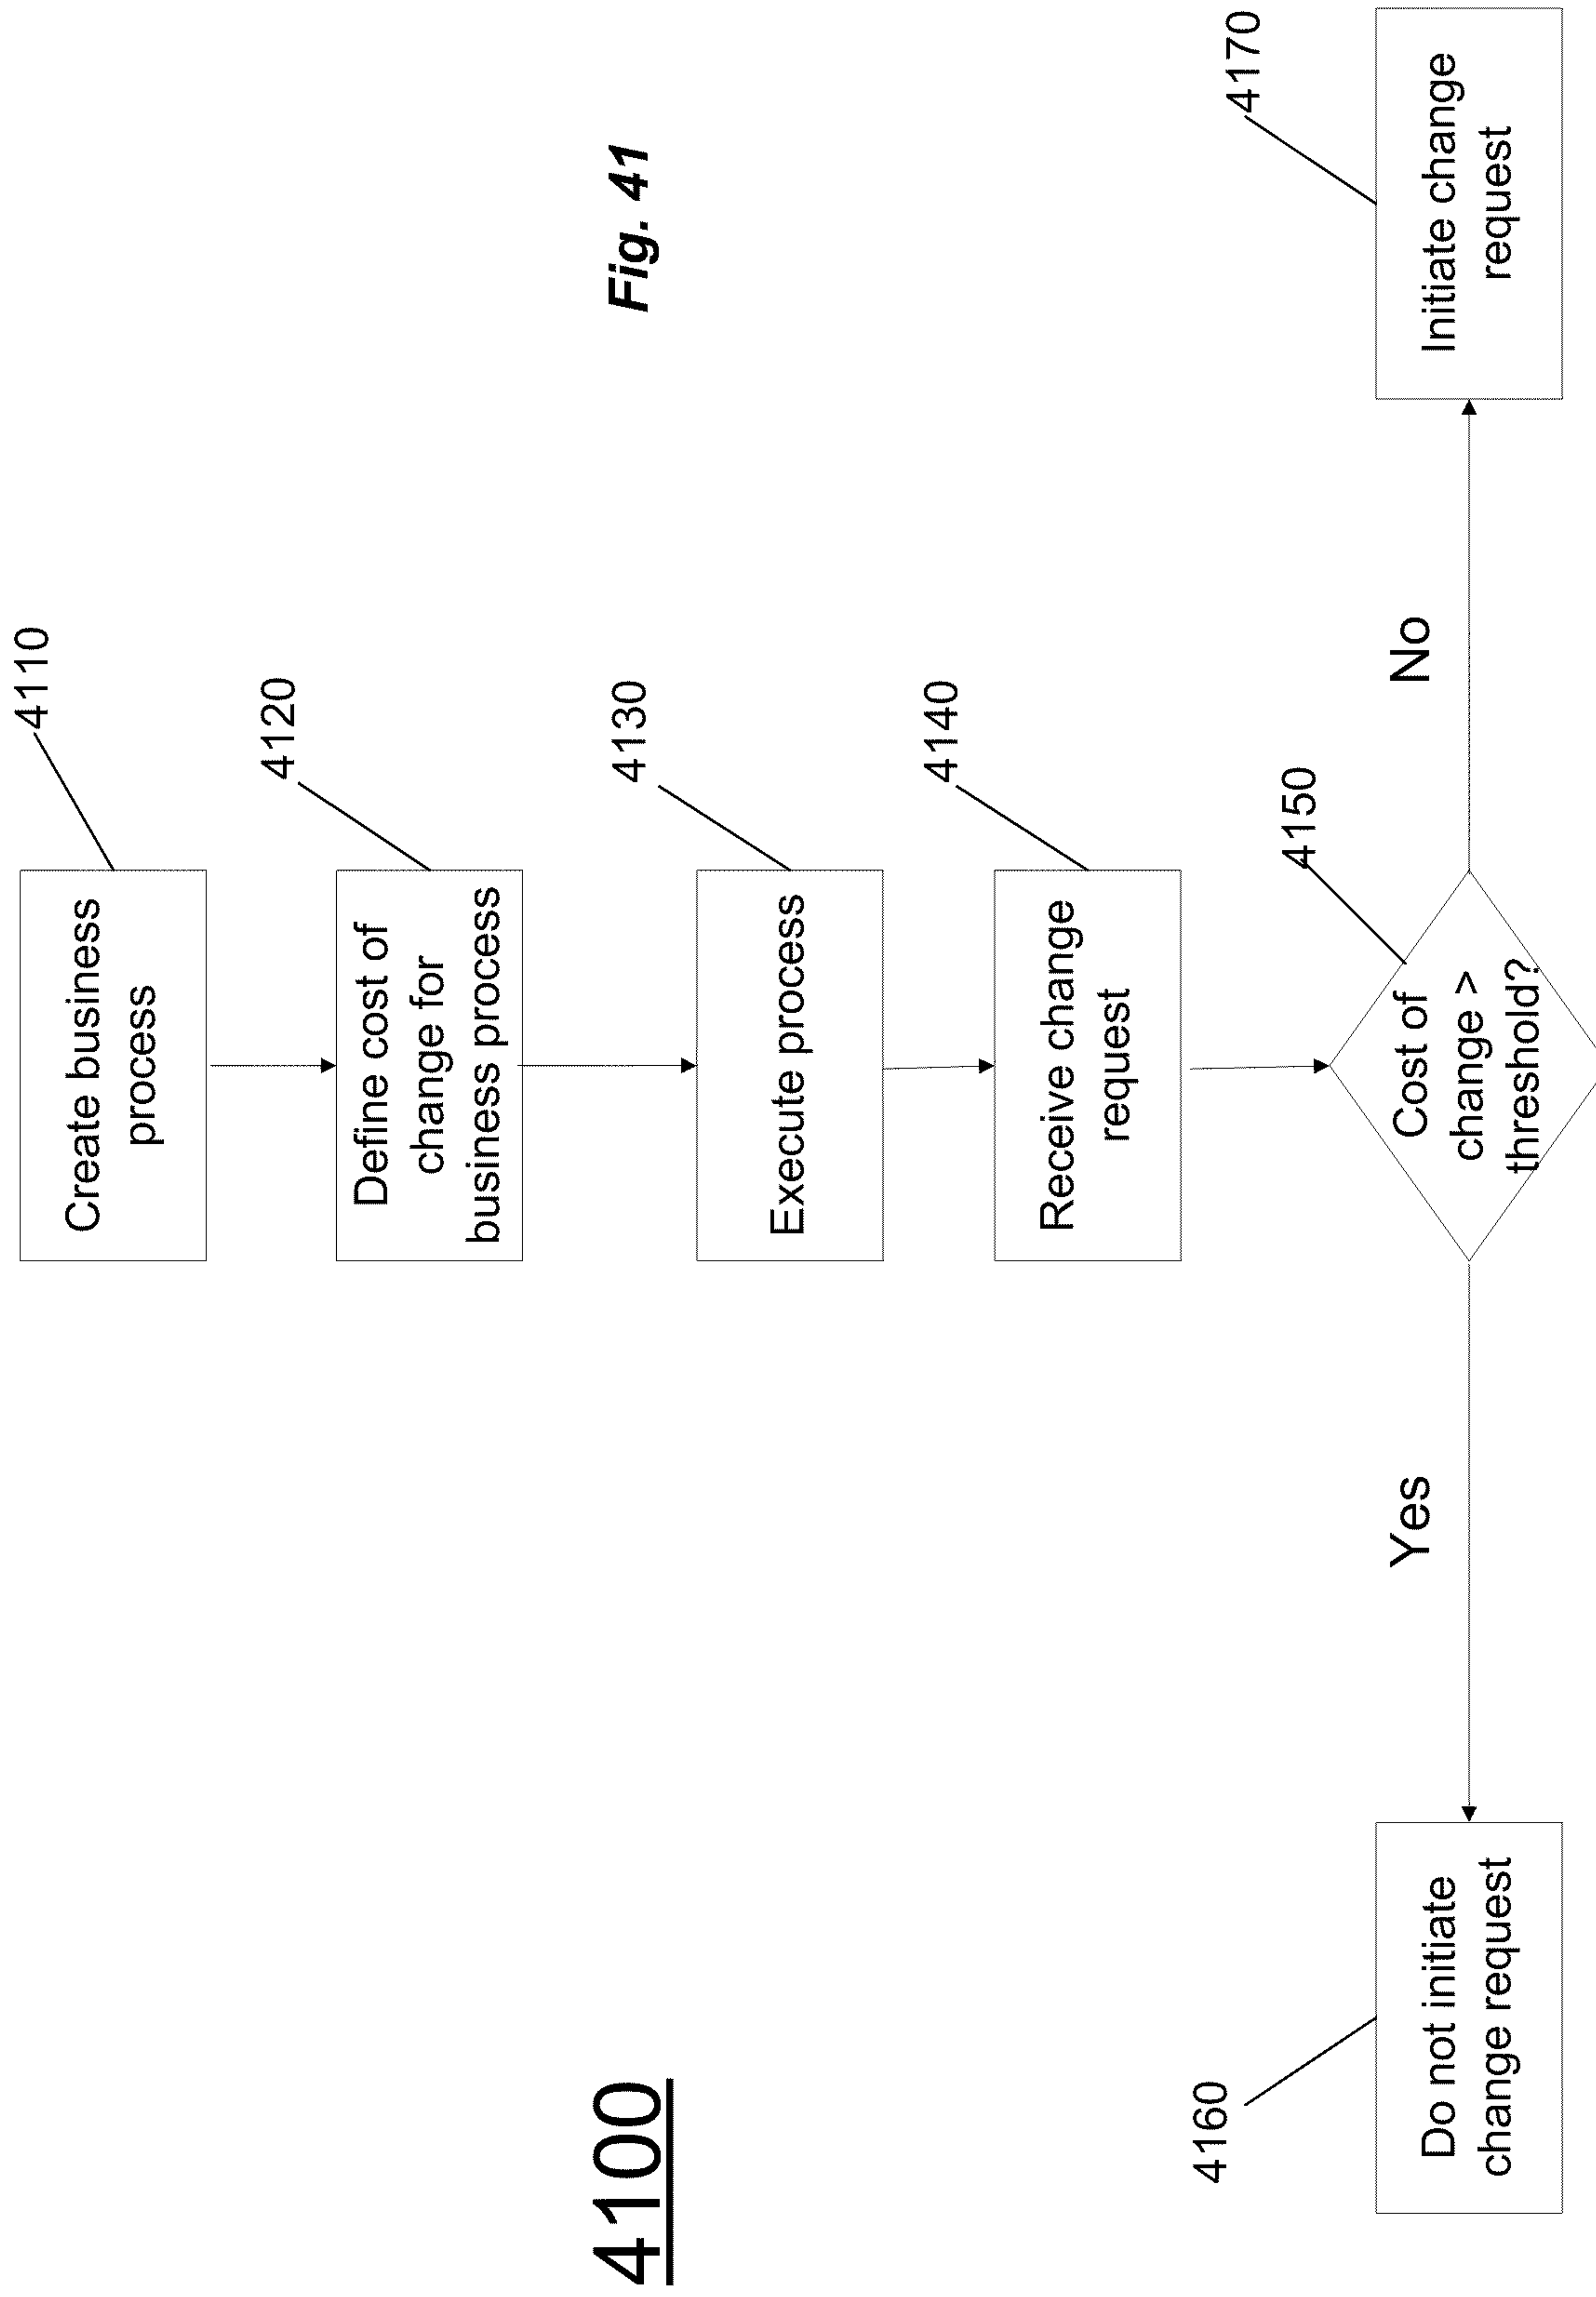 4100
Fig. 41
Create business
process
4110
Define cost of
change for
business process
4120
Execute process
4130
Receive change
request
4140
Cost of
change >
threshold?
4150
Yes
No
Do not initiate
change request
4160
Initiate change
request
4170